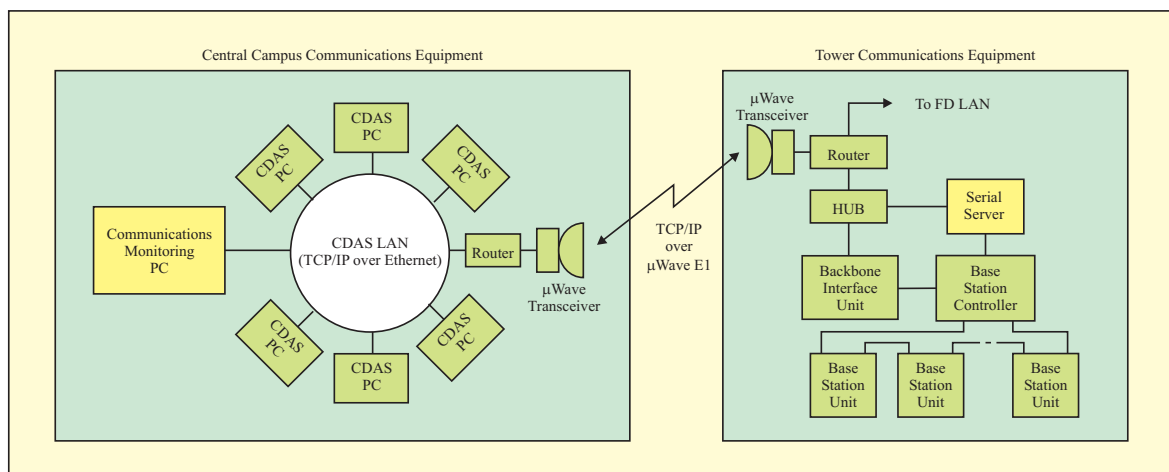 Central Campus Communications Equipment
Tower Communications Equipment
CDAS
PC
CDAS
PC
CDAS
PC
Communications
Monitoring
PC
CDAS LAN
(TCP/IP over Ethernet)
Router
μWave
Transceiver
CDAS
PC
CDAS
PC
CDAS
PC
TCP/IP
over
μWave E1
μWave
Transceiver
To FD LAN
Router
HUB
Serial
Server
Backbone
Interface
Unit
Base
Station
Controller
Base
Station
Unit
Base
Station
Unit
Base
Station
Unit